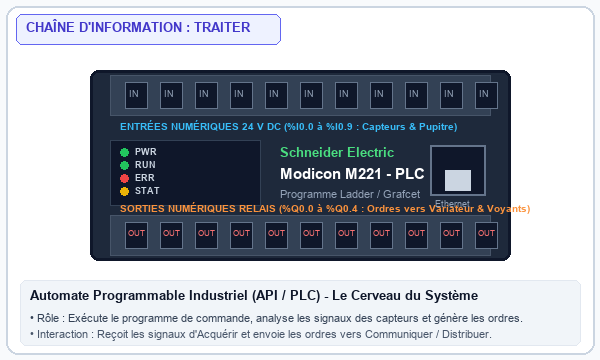 CHAÎNE D'INFORMATION : TRAITER
IN IN IN IN IN IN IN IN IN IN IN
ENTRÉES NUMÉRIQUES 24 V DC (%I0.0 à %I0.9 : Capteurs & Pupitre)
PWR
RUN
ERR
STAT
Schneider Electric
Modicon M221 - PLC
Programme Ladder / Grafcet
Ethernet
SORTIES NUMÉRIQUES RELAIS (%Q0.0 à %Q0.4 : Ordres vers Variateur & Voyants)
OUT OUT OUT OUT OUT OUT OUT OUT OUT OUT OUT
Automate Programmable Industriel (API / PLC) - Le Cerveau du Système
• Rôle : Exécute le programme de commande, analyse les signaux des capteurs et génère les ordres.
• Interaction : Reçoit les signaux d'Acquérir et envoie les ordres vers Communiquer / Distribuer.